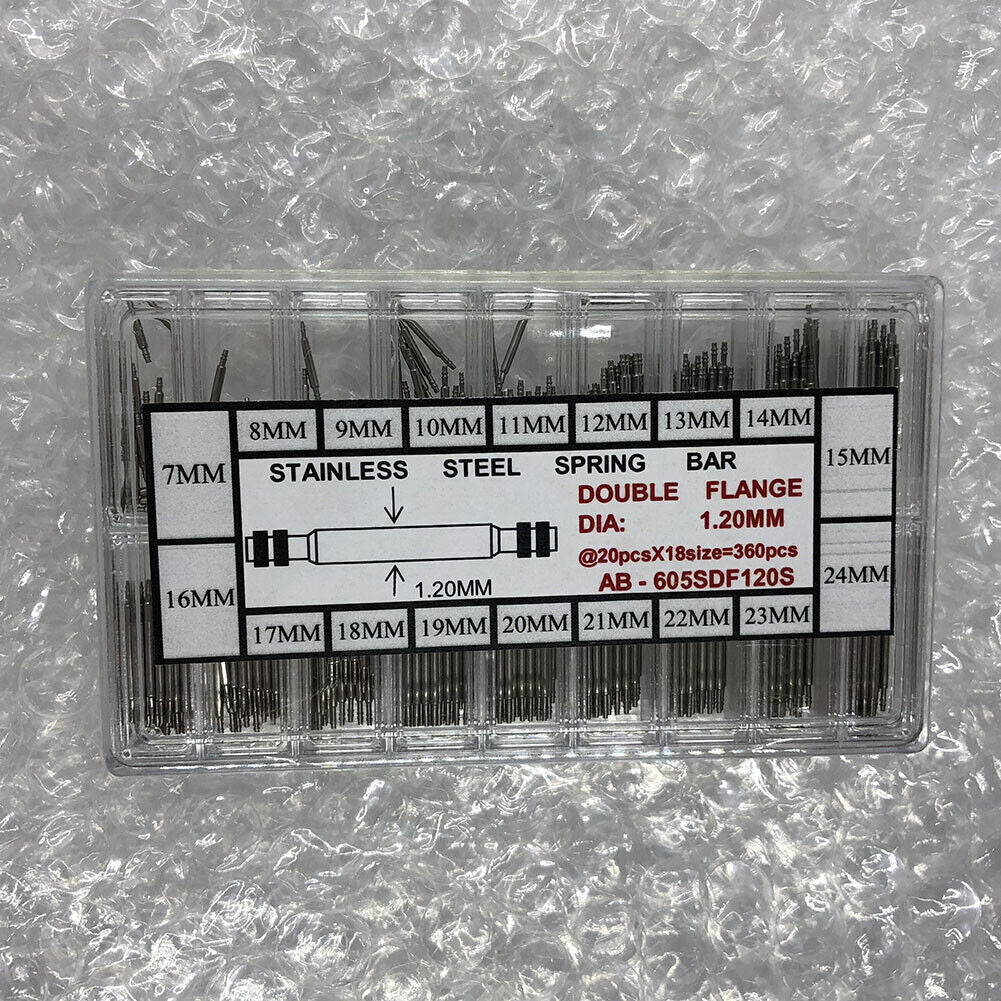 7MM
8MM 9MM 10MM 11MM 12MM 13MM 14MM
15MM
STAINLESS STEEL SPRING BAR
DOUBLE FLANGE
DIA: 1.20MM
@20pcsX18size=360pcs
AB - 605SDF120S
1.20MM
16MM
17MM 18MM 19MM 20MM 21MM 22MM 23MM
24MM